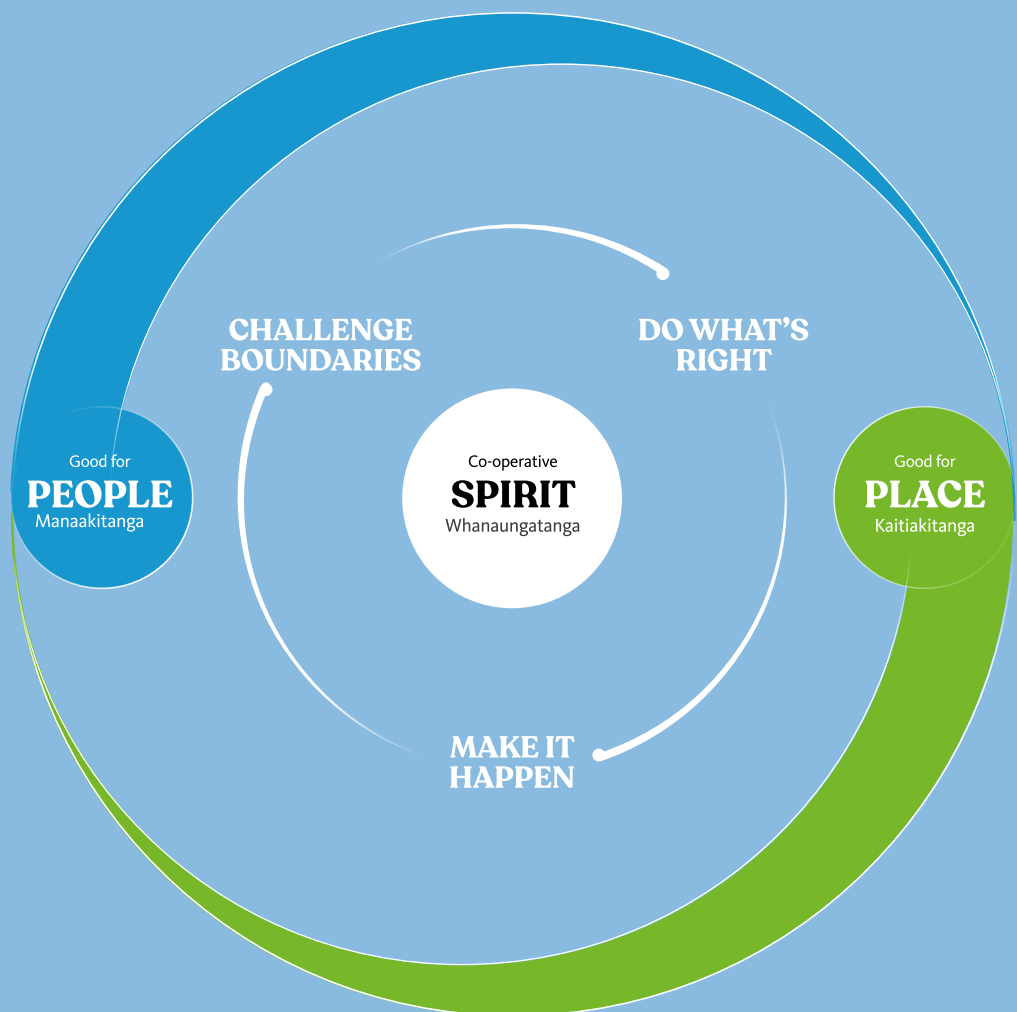 CHALLENGE
BOUNDARIES
DO WHAT’S
RIGHT
Good for
PEOPLE
Manaakitanga
Co-operative
SPIRIT
Whanaungatanga
Good for
PLACE
Kaitiakitanga
MAKE IT
HAPPEN